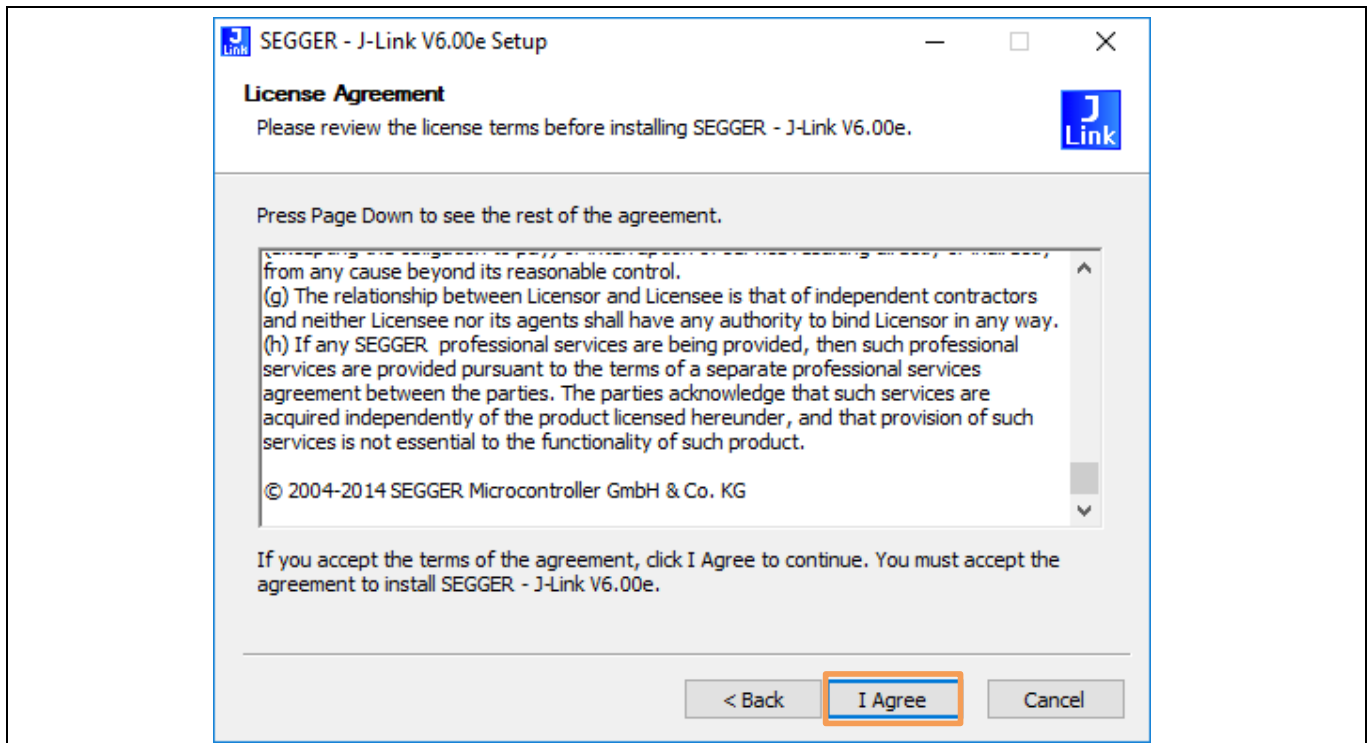 J
Link
SEGGER - J-Link V6.00e Setup
License Agreement
Please review the license terms before installing SEGGER - J-Link V6.00e.
J
Link
Press Page Down to see the rest of the agreement.
from any cause beyond its reasonable control.
(g) The relationship between Licensor and Licensee is that of independent contractors
and neither Licensee nor its agents shall have any authority to bind Licensor in any way.
(h) If any SEGGER  professional services are being provided, then such professional
services are provided pursuant to the terms of a separate professional services
agreement between the parties. The parties acknowledge that such services are
acquired independently of the product licensed hereunder, and that provision of such
services is not essential to the functionality of such product.
© 2004-2014 SEGGER Microcontroller GmbH & Co. KG
If you accept the terms of the agreement, click I Agree to continue. You must accept the
agreement to install SEGGER - J-Link V6.00e.
< Back
I Agree
Cancel